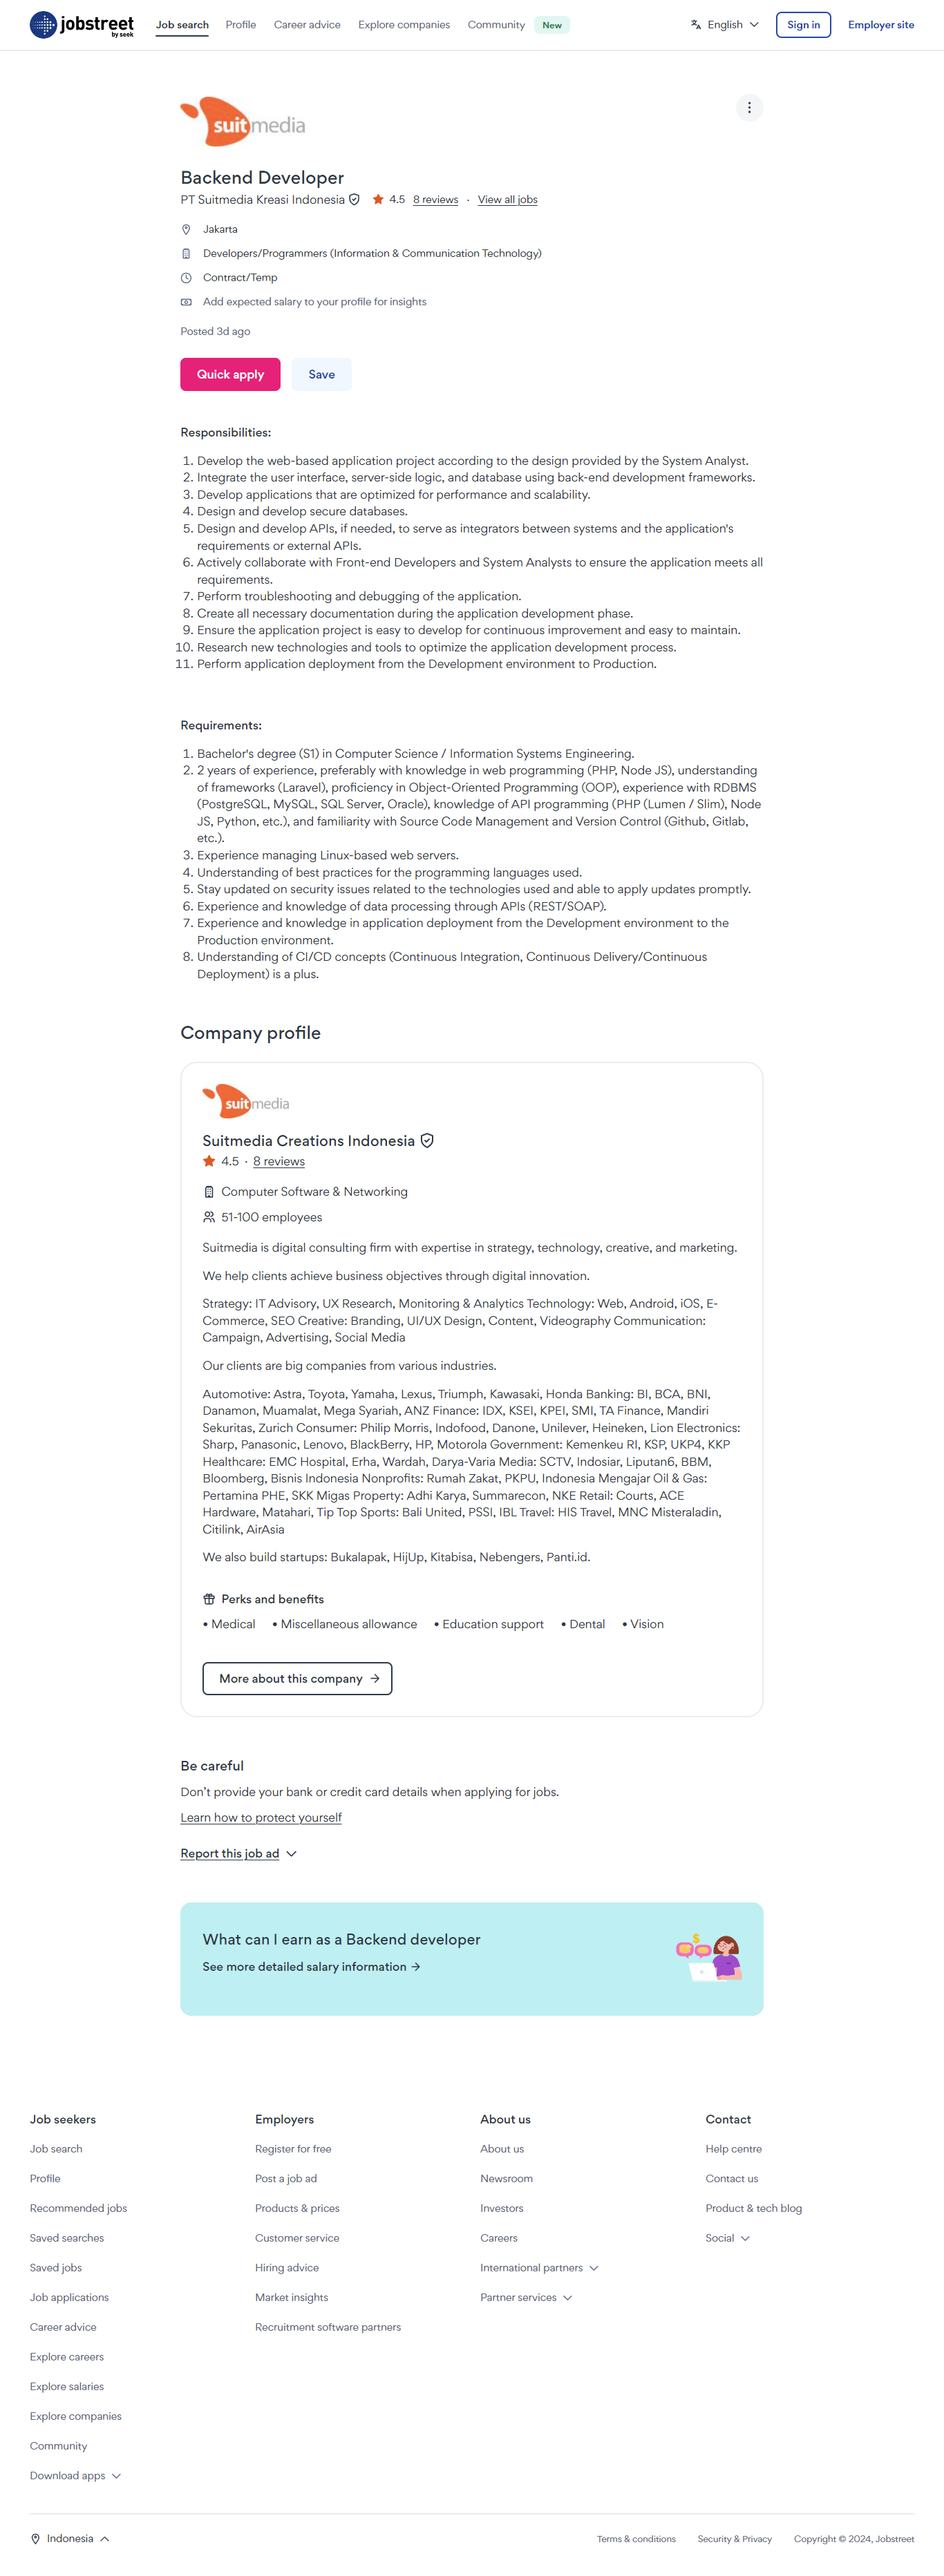 jobstreet
by seek
Job search
Profile
Career advice
Explore companies
Community
New
English
Sign in
Employer site
suitmedia
Backend Developer
PT Suitmedia Kreasi Indonesia
4.5 8 reviews · View all jobs
Jakarta
Developers/Programmers (Information & Communication Technology)
Contract/Temp
Add expected salary to your profile for insights
Posted 3d ago
Quick apply
Save
Responsibilities:
1. Develop the web-based application project according to the design provided by the System Analyst.
2. Integrate the user interface, server-side logic, and database using back-end development frameworks.
3. Develop applications that are optimized for performance and scalability.
4. Design and develop secure databases.
5. Design and develop APIs, if needed, to serve as integrators between systems and the application's
requirements or external APIs.
6. Actively collaborate with Front-end Developers and System Analysts to ensure the application meets all
requirements.
7. Perform troubleshooting and debugging of the application.
8. Create all necessary documentation during the application development phase.
9. Ensure the application project is easy to develop for continuous improvement and easy to maintain.
10. Research new technologies and tools to optimize the application development process.
11. Perform application deployment from the Development environment to Production.
Requirements:
1. Bachelor's degree (S1) in Computer Science / Information Systems Engineering.
2. 2 years of experience, preferably with knowledge in web programming (PHP, Node JS), understanding
of frameworks (Laravel), proficiency in Object-Oriented Programming (OOP), experience with RDBMS
(PostgreSQL, MySQL, SQL Server, Oracle), knowledge of API programming (PHP (Lumen / Slim), Node
JS, Python, etc.), and familiarity with Source Code Management and Version Control (Github, Gitlab,
etc.).
3. Experience managing Linux-based web servers.
4. Understanding of best practices for the programming languages used.
5. Stay updated on security issues related to the technologies used and able to apply updates promptly.
6. Experience and knowledge of data processing through APIs (REST/SOAP).
7. Experience and knowledge in application deployment from the Development environment to the
Production environment.
8. Understanding of CI/CD concepts (Continuous Integration, Continuous Delivery/Continuous
Deployment) is a plus.
Company profile
suitmedia
Suitmedia Creations Indonesia
4.5 · 8 reviews
Computer Software & Networking
51-100 employees
Suitmedia is digital consulting firm with expertise in strategy, technology, creative, and marketing.
We help clients achieve business objectives through digital innovation.
Strategy: IT Advisory, UX Research, Monitoring & Analytics Technology: Web, Android, iOS, E-
Commerce, SEO Creative: Branding, UI/UX Design, Content, Videography Communication:
Campaign, Advertising, Social Media
Our clients are big companies from various industries.
Automotive: Astra, Toyota, Yamaha, Lexus, Triumph, Kawasaki, Honda Banking: BI, BCA, BNI,
Danamon, Muamalat, Mega Syariah, ANZ Finance: IDX, KSEI, KPEI, SMI, TA Finance, Mandiri
Sekuritas, Zurich Consumer: Philip Morris, Indofood, Danone, Unilever, Heineken, Lion Electronics:
Sharp, Panasonic, Lenovo, BlackBerry, HP, Motorola Government: Kemenkeu RI, KSP, UKP4, KKP
Healthcare: EMC Hospital, Erha, Wardah, Darya-Varia Media: SCTV, Indosiar, Liputan6, BBM,
Bloomberg, Bisnis Indonesia Nonprofits: Rumah Zakat, PKPU, Indonesia Mengajar Oil & Gas:
Pertamina PHE, SKK Migas Property: Adhi Karya, Summarecon, NKE Retail: Courts, ACE
Hardware, Matahari, Tip Top Sports: Bali United, PSSI, IBL Travel: HIS Travel, MNC Misteraladin,
Citilink, AirAsia
We also build startups: Bukalapak, HijUp, Kitabisa, Nebengers, Panti.id.
Perks and benefits
• Medical • Miscellaneous allowance • Education support • Dental • Vision
More about this company
Be careful
Don't provide your bank or credit card details when applying for jobs.
Learn how to protect yourself
Report this job ad
What can I earn as a Backend developer
See more detailed salary information
$
Job seekers
Job search
Profile
Recommended jobs
Saved searches
Saved jobs
Job applications
Career advice
Explore careers
Explore salaries
Explore companies
Community
Download apps
Employers
Register for free
Post a job ad
Products & prices
Customer service
Hiring advice
Market insights
Recruitment software partners
About us
About us
Newsroom
Investors
Careers
International partners
Partner services
Contact
Help centre
Contact us
Product & tech blog
Social
Indonesia
Terms & conditions
Security & Privacy
Copyright © 2024, Jobstreet